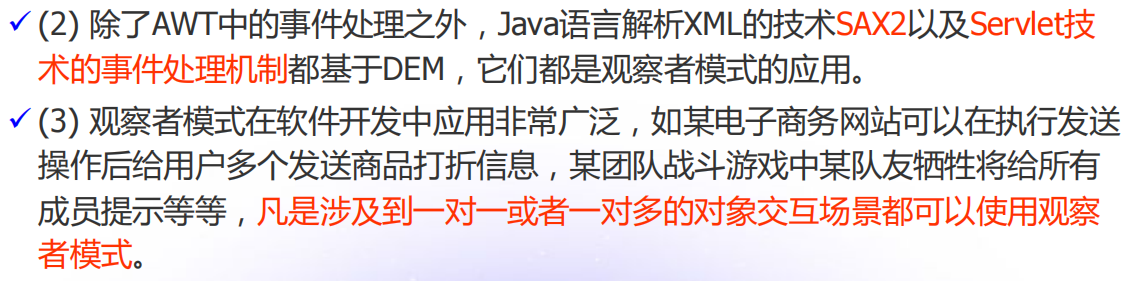 ✓ (2) 除了AWT中的事件处理之外，Java语言解析XML的技术SAX2以及Servlet技
术的事件处理机制都基于DEM，它们都是观察者模式的应用。
✓ (3) 观察者模式在软件开发中应用非常广泛，如某电子商务网站可以在执行发送
操作后给用户多个发送商品打折信息，某团队战斗游戏中某队友牺牲将给所有
成员提示等等，凡是涉及到一对一或者一对多的对象交互场景都可以使用观察
者模式。